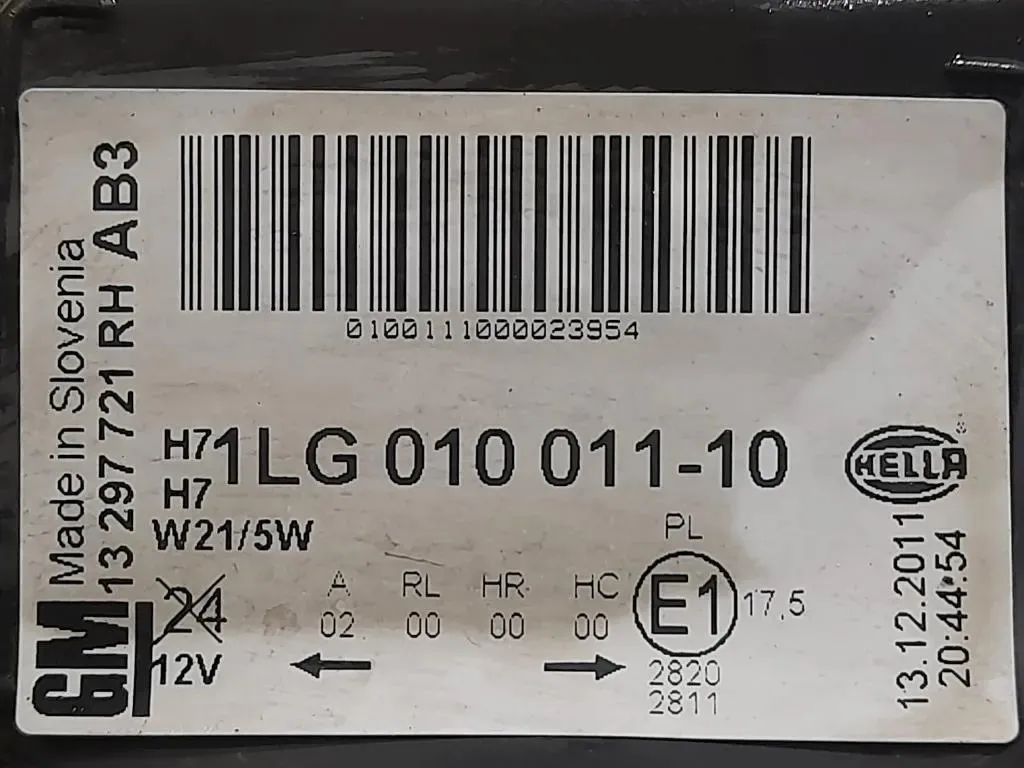 Made in Slovenia
13 297 721 RH AB3
GM
0100111000023954
H7 1LG 010 011-10
H7
W21/5W
HELLA
®
PL
24
12V
A RL HR HC
02 00 00 00
E1 17,5
2820
2811
13.12.2011
20:44:54